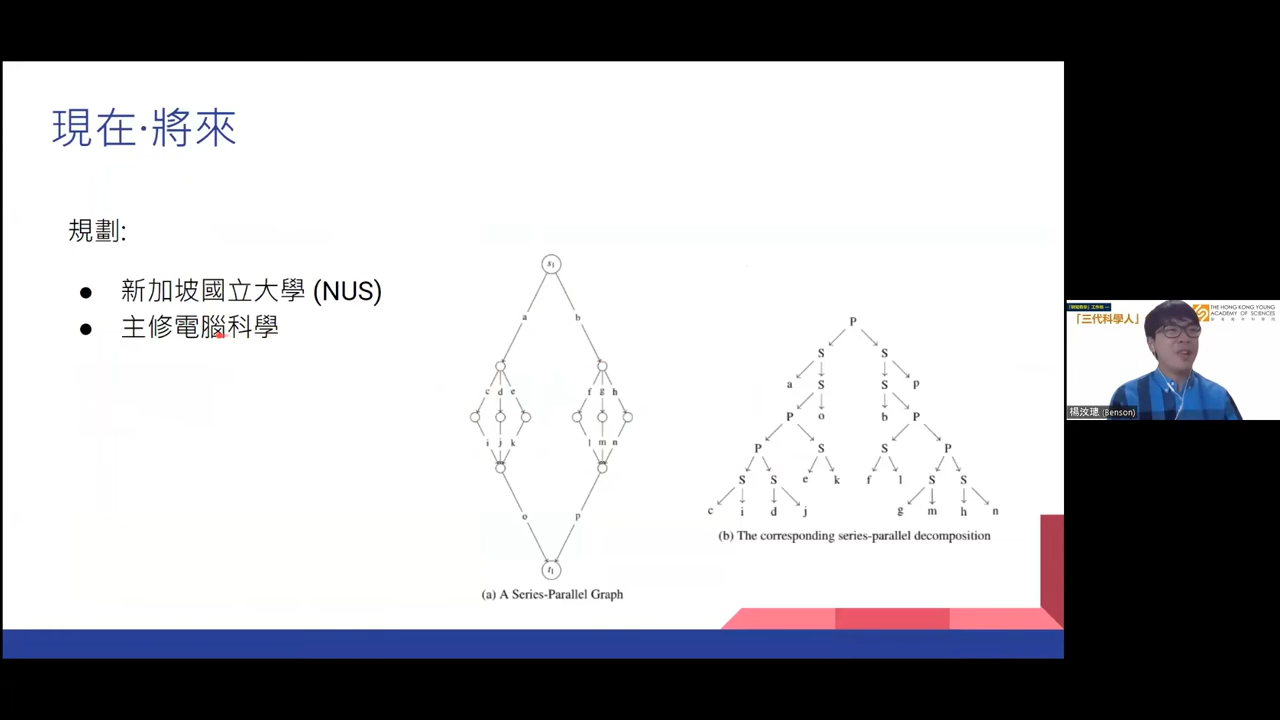 現在·將來
規劃:
● 新加坡國立大學 (NUS)
● 主修電腦科學
s1
a b
c d e f g h
i j k l m n
o p
t1
(a) A Series-Parallel Graph
P
S S
a S S p
P o b P
P S S P
S S e k f l S S
c i d j g m h n
(b) The corresponding series-parallel decomposition
「三代科學人」
THE HONG KONG YOUNG
ACADEMY OF SCIENCES
楊汶璁 (Benson)